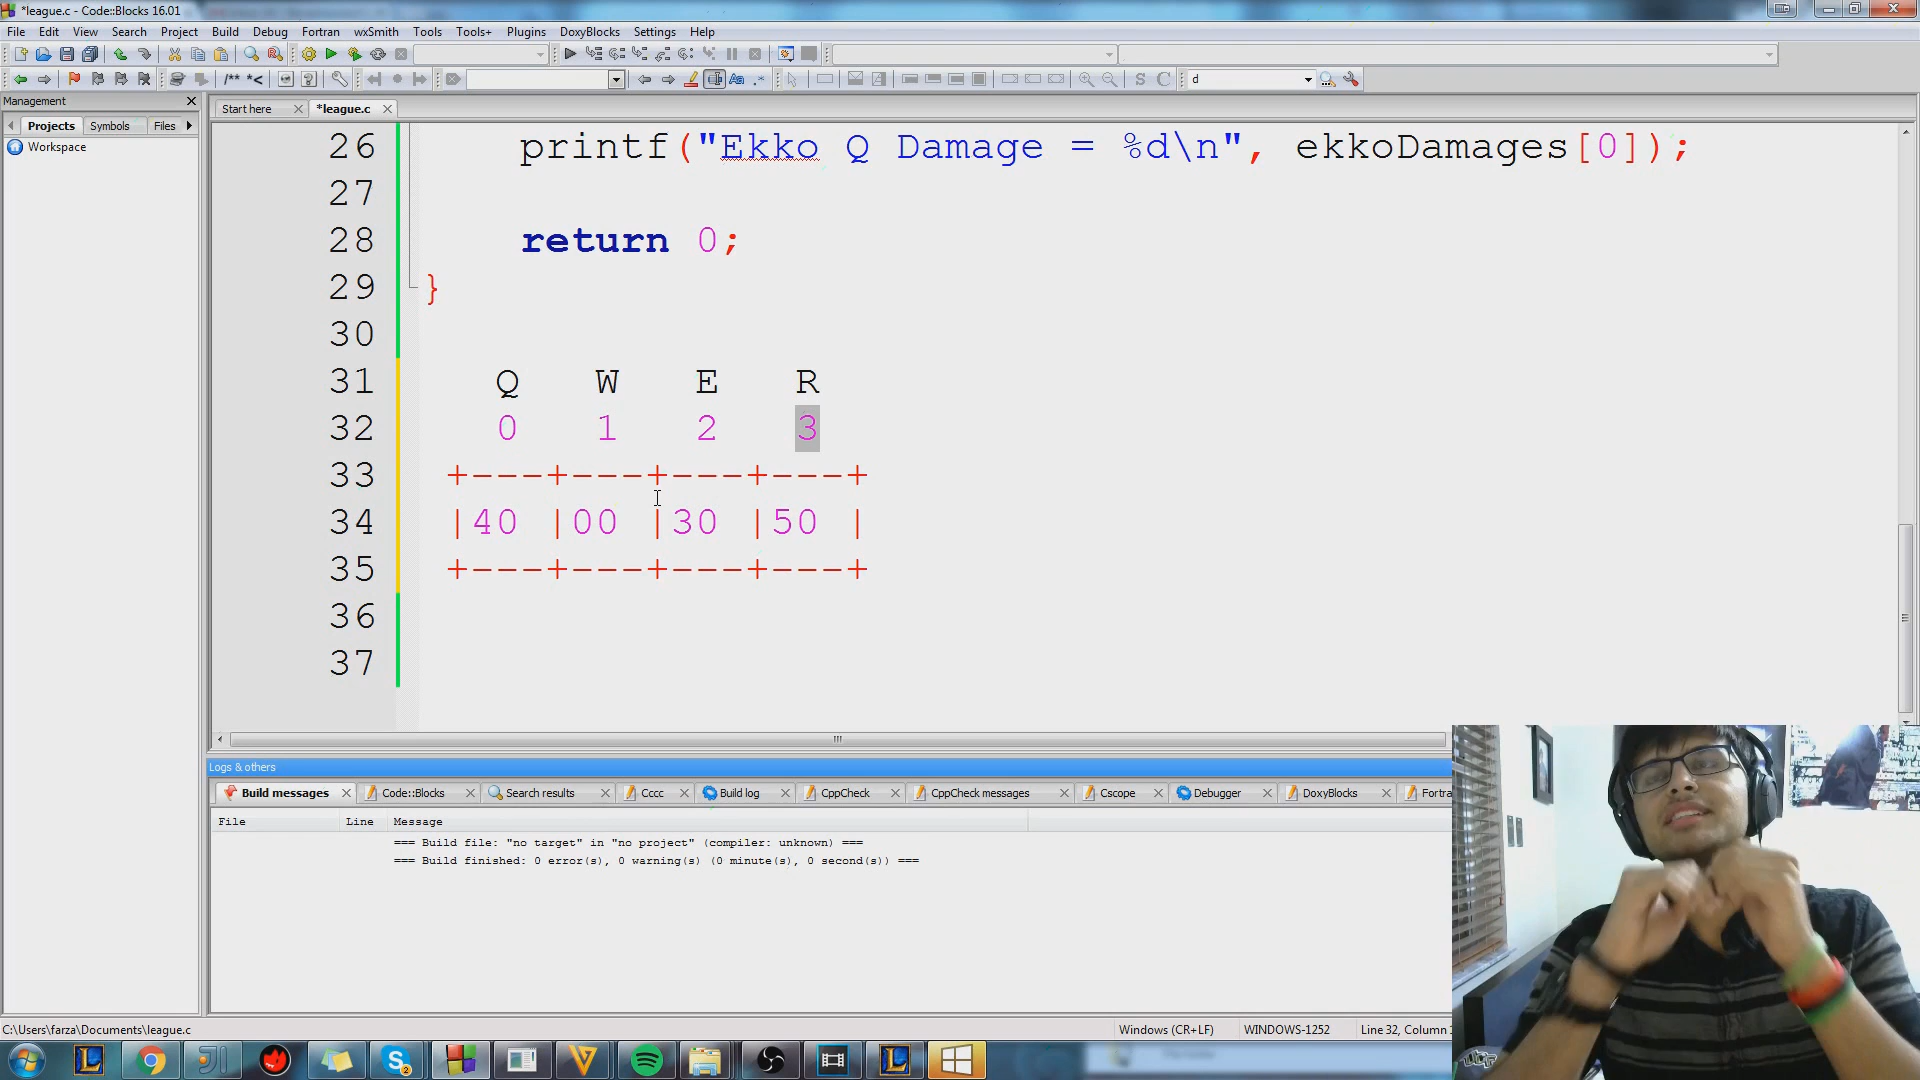 *league.c - Code::Blocks 16.01
File Edit View Search Project Build Debug Fortran wxSmith Tools Tools+ Plugins DoxyBlocks Settings Help
/** *< Aa .* S C d
Management
Start here *league.c
Projects Symbols Files
Workspace
26 printf("Ekko Q Damage = %d\n", ekkoDamages[0]);
27
28 return 0;
29 }
30
31 Q W E R
32 0 1 2 3
33 +---+---+---+---+
34 |40 |00 |30 |50 |
35 +---+---+---+---+
36
37
Logs & others
Build messages Code::Blocks Search results Cccc Build log CppCheck CppCheck messages Cscope Debugger DoxyBlocks Fortra
File Line Message
=== Build file: "no target" in "no project" (compiler: unknown) ===
=== Build finished: 0 error(s), 0 warning(s) (0 minute(s), 0 second(s)) ===
C:\Users\farza\Documents\league.c Windows (CR+LF) WINDOWS-1252 Line 32, Column